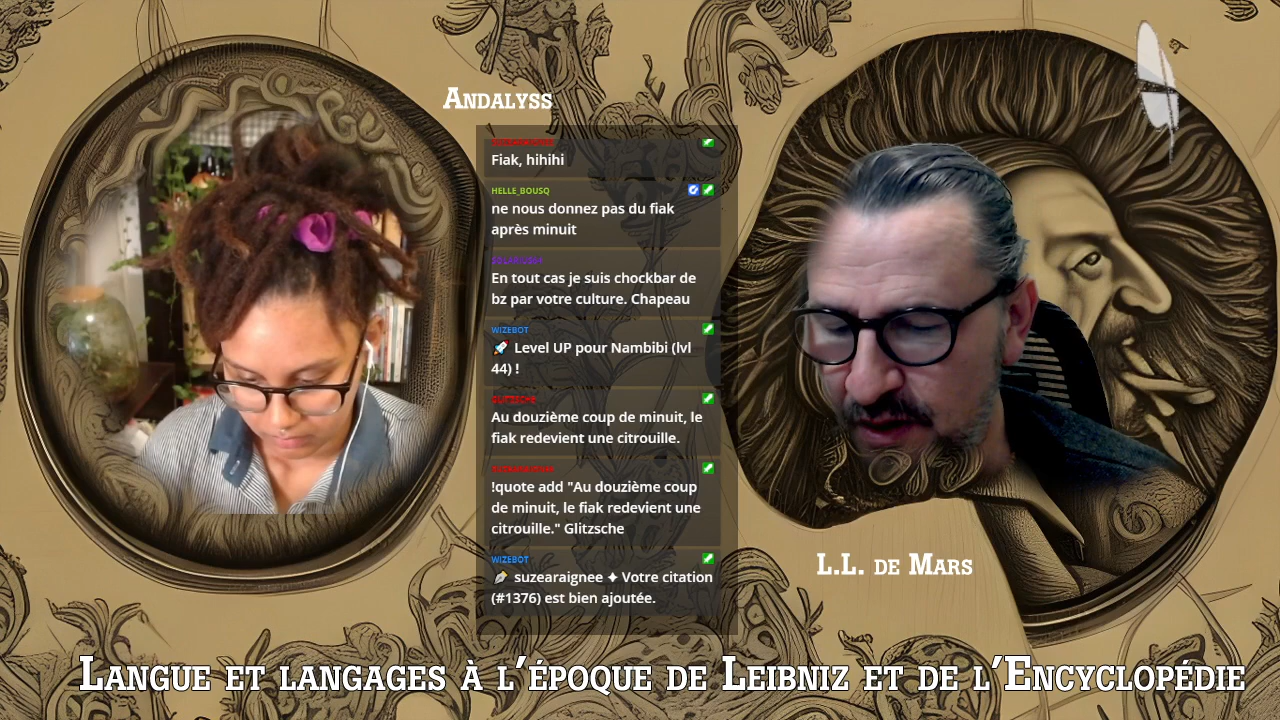 Andalyss
Fiak, hihihi
HELLE_BOUSQ
ne nous donnez pas du fiak
après minuit
En tout cas je suis chockbar de
bz par votre culture. Chapeau
WIZEBOT
🚀 Level UP pour Nambibi (lvl
44) !
GLITZSCHE
Au douzième coup de minuit, le
fiak redevient une citrouille.
SUZEARAIGNEE
!quote add "Au douzième coup
de minuit, le fiak redevient une
citrouille." Glitzsche
WIZEBOT
suzearaignee ✦ Votre citation
(#1376) est bien ajoutée.
L.L. de Mars
Langue et langages à l'époque de Leibniz et de l'Encyclopédie